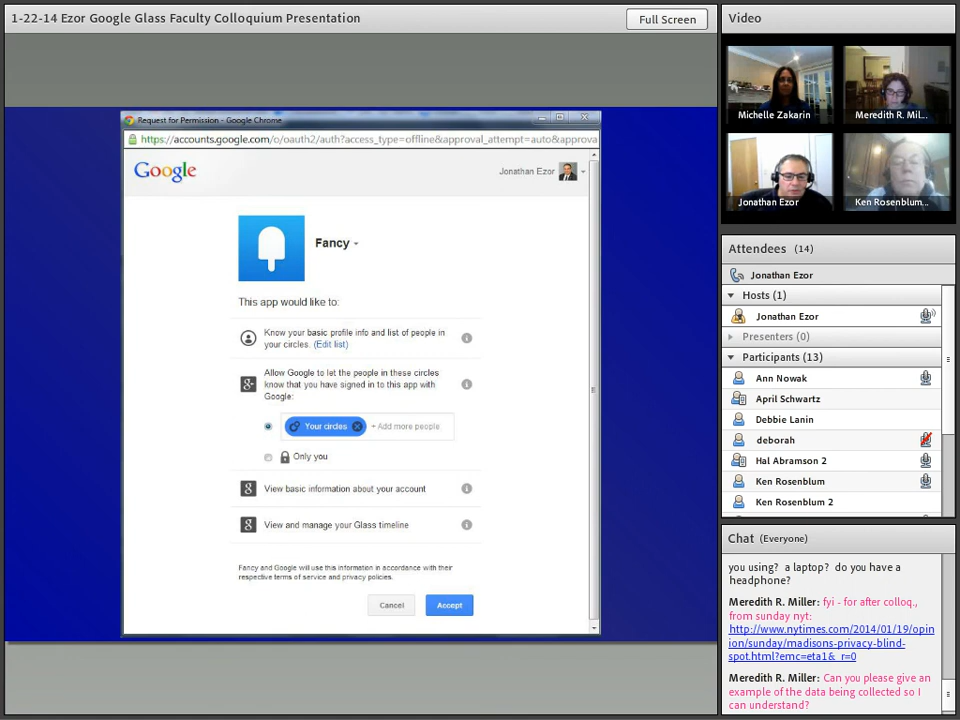 1-22-14 Ezor Google Glass Faculty Colloquium Presentation
Full Screen
Request for Permission - Google Chrome
https://accounts.google.com/o/oauth2/auth?access_type=offline&approval_attempt=auto&approva
Google
Jonathan Ezor
Fancy
This app would like to:
Know your basic profile info and list of people in
your circles. (Edit list)
Allow Google to let the people in these circles
know that you have signed in to this app with
Google:
Your circles
+ Add more people
Only you
View basic information about your account
View and manage your Glass timeline
Fancy and Google will use this information in accordance with their
respective terms of service and privacy policies.
Cancel
Accept
Video
Michelle Zakarin
Meredith R. Mil...
Jonathan Ezor
Ken Rosenblum...
Attendees (14)
Jonathan Ezor
Hosts (1)
Jonathan Ezor
Presenters (0)
Participants (13)
Ann Nowak
April Schwartz
Debbie Lanin
deborah
Hal Abramson 2
Ken Rosenblum
Ken Rosenblum 2
Chat (Everyone)
you using? a laptop? do you have a
headphone?
Meredith R. Miller: fyi - for after colloq.,
from sunday nyt:
http://www.nytimes.com/2014/01/19/opin
ion/sunday/madisons-privacy-blind-
spot.html?emc=eta1&_r=0
Meredith R. Miller: Can you please give an
example of the data being collected so I
can understand?